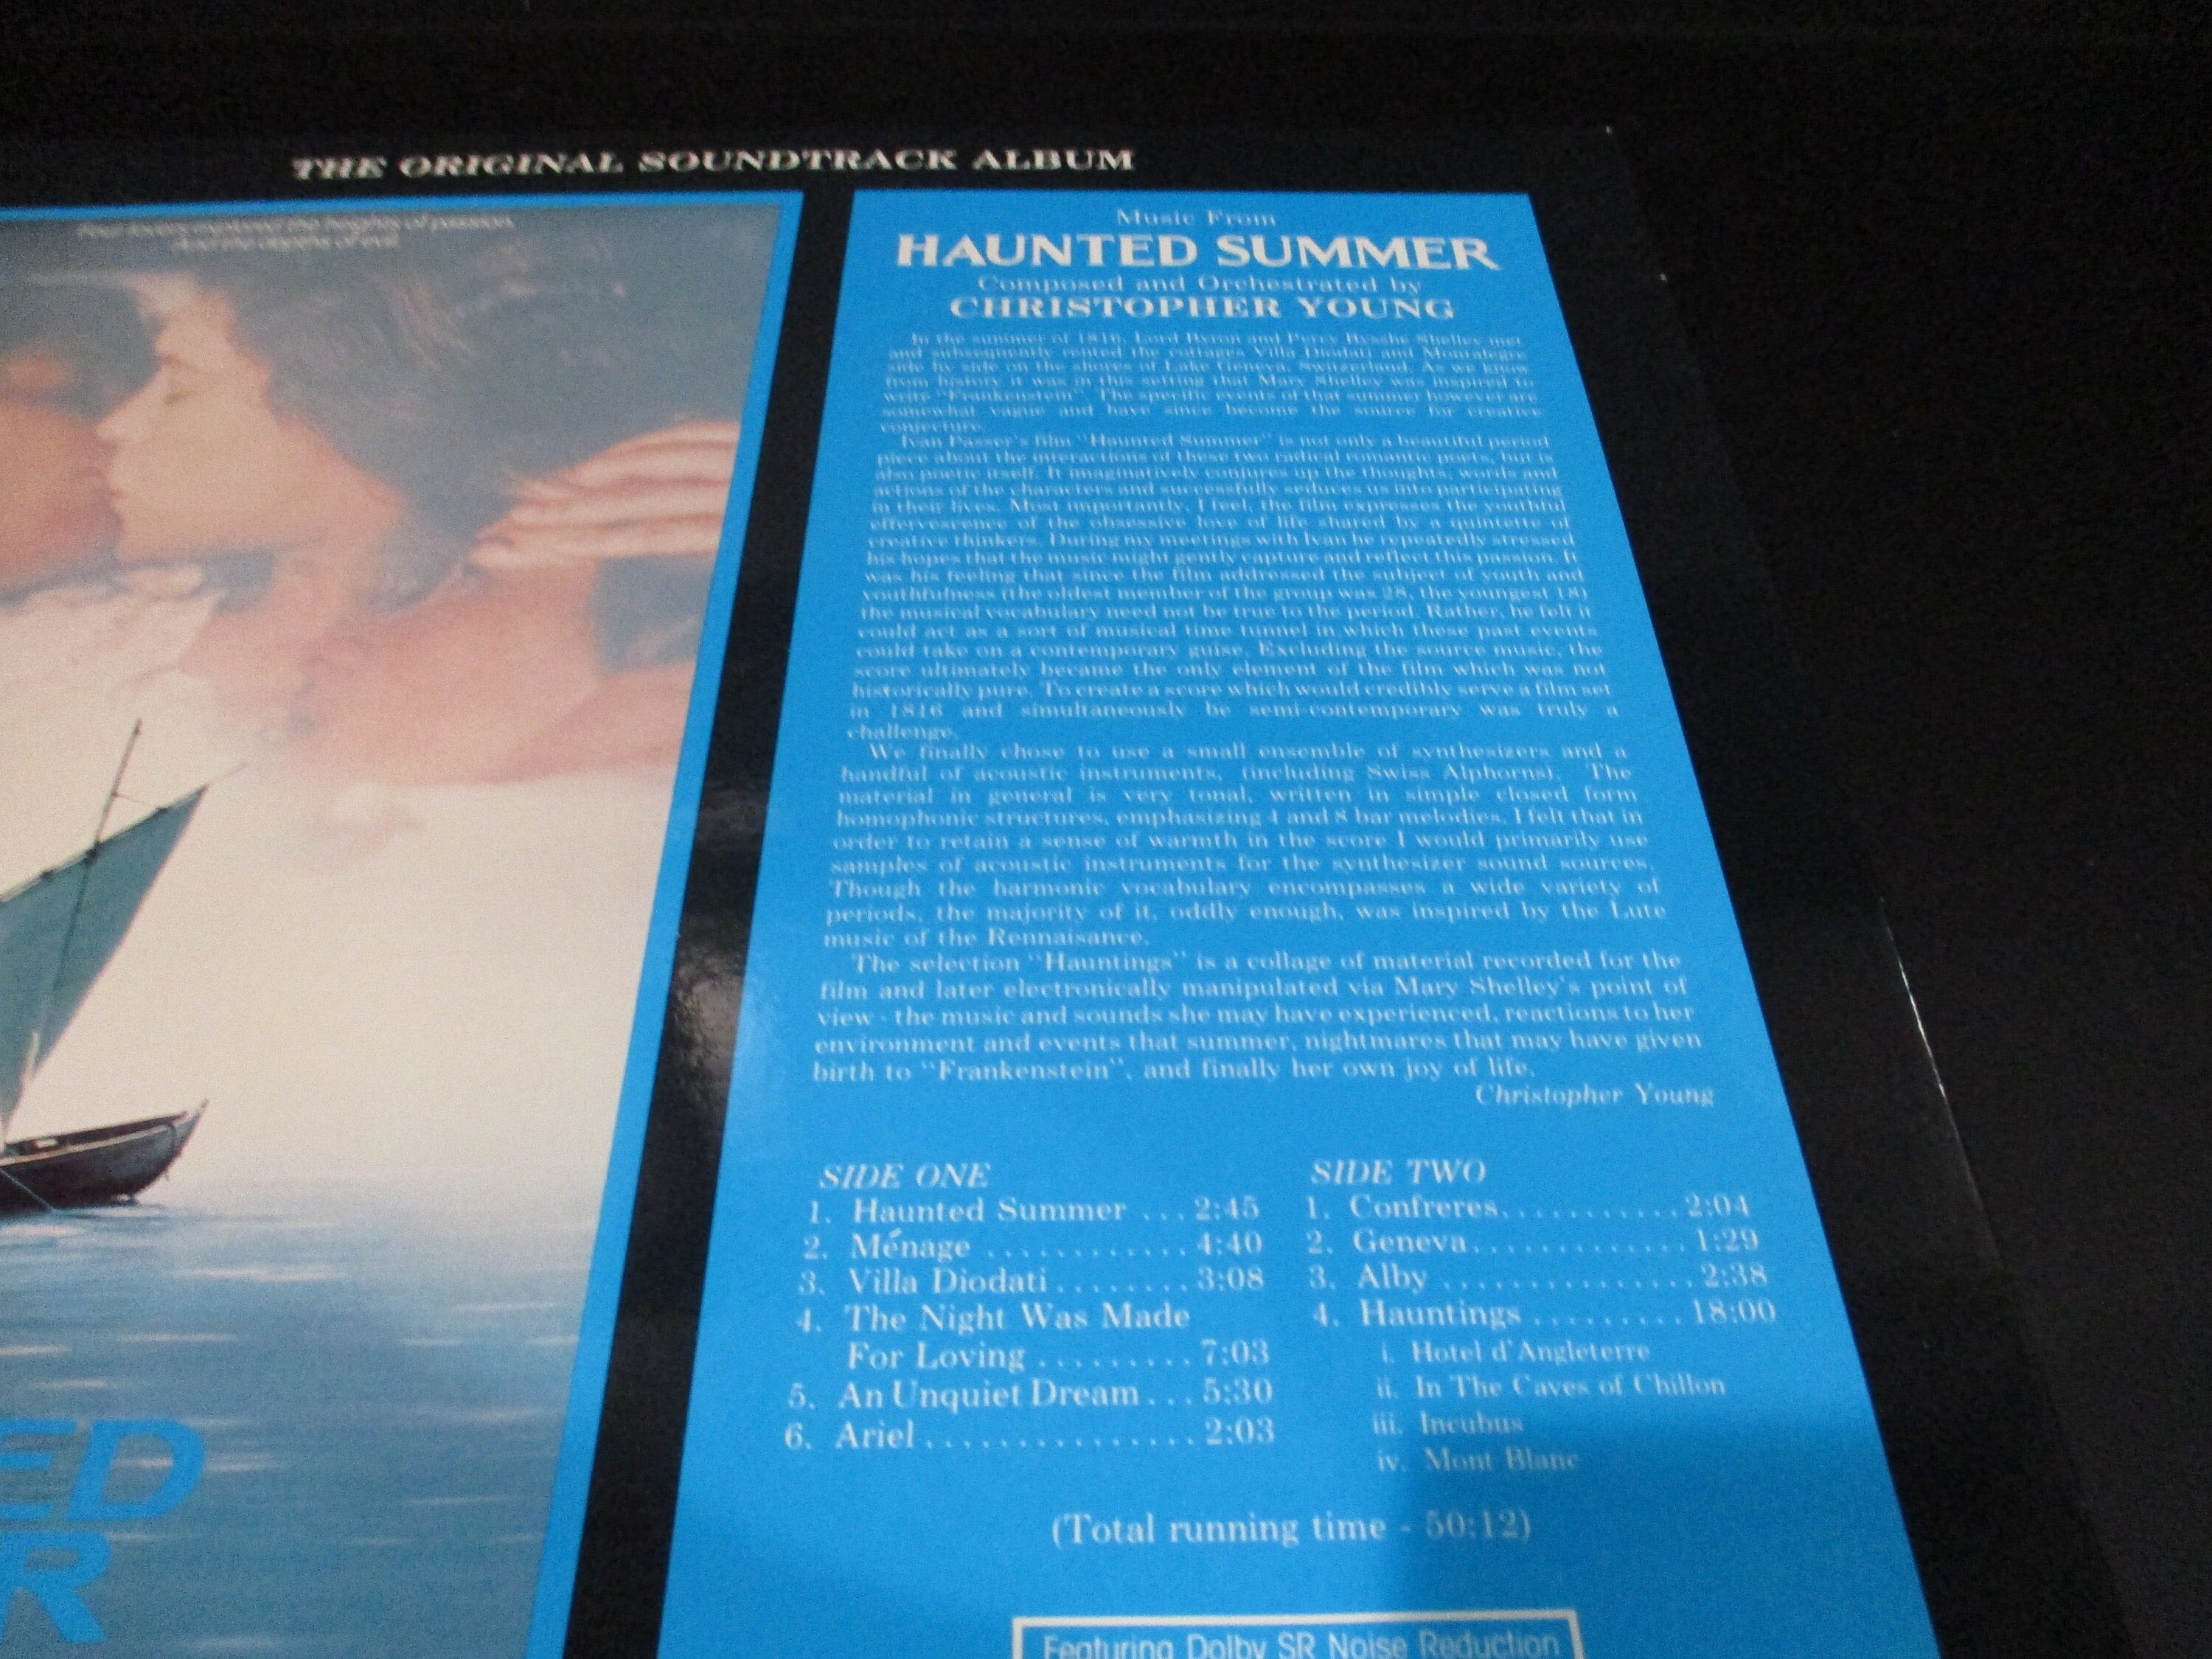 THE ORIGINAL SOUNDTRACK ALBUM
Four lovers explored the heights of passion.
And the depths of evil.
ED
R
Music From
HAUNTED SUMMER
Composed and Orchestrated by
CHRISTOPHER YOUNG
In the summer of 1816, Lord Byron and Percy Bysshe Shelley met
and subsequently rented the cottages Villa Diodati and Montalegre
side by side on the shores of Lake Geneva, Switzerland. As we know
from history it was in this setting that Mary Shelley was inspired to
write "Frankenstein". The specific events of that summer however are
somewhat vague and have since become the source for creative
conjecture.
Ivan Passer's film "Haunted Summer" is not only a beautiful period
piece about the interactions of these two radical romantic poets, but is
also poetic itself. It imaginatively conjures up the thoughts, words and
actions of the characters and successfully seduces us into participating
in their lives. Most importantly, I feel, the film expresses the youthful
effervescence of the obsessive love of life shared by a quintette of
creative thinkers. During my meetings with Ivan he repeatedly stressed
his hopes that the music might gently capture and reflect this passion. It
was his feeling that since the film addressed the subject of youth and
youthfulness (the oldest member of the group was 28, the youngest 18)
the musical vocabulary need not be true to the period. Rather, he felt it
could act as a sort of musical time tunnel in which these past events
could take on a contemporary guise. Excluding the source music, the
score ultimately became the only element of the film which was not
historically pure. To create a score which would credibly serve a film set
in 1816 and simultaneously be semi-contemporary was truly a
challenge.
We finally chose to use a small ensemble of synthesizers and a
handful of acoustic instruments, (including Swiss Alphorns). The
material in general is very tonal, written in simple closed form
homophonic structures, emphasizing 4 and 8 bar melodies. I felt that in
order to retain a sense of warmth in the score I would primarily use
samples of acoustic instruments for the synthesizer sound sources.
Though the harmonic vocabulary encompasses a wide variety of
periods, the majority of it, oddly enough, was inspired by the Lute
music of the Rennaisance.
The selection "Hauntings" is a collage of material recorded for the
film and later electronically manipulated via Mary Shelley's point of
view - the music and sounds she may have experienced, reactions to her
environment and events that summer, nightmares that may have given
birth to "Frankenstein", and finally her own joy of life.
Christopher Young
SIDE ONE
1. Haunted Summer ... 2:45
2. Ménage ............ 4:40
3. Villa Diodati ........ 3:08
4. The Night Was Made
For Loving ......... 7:03
5. An Unquiet Dream ... 5:30
6. Ariel ............... 2:03
SIDE TWO
1. Confreres........... 2:04
2. Geneva............. 1:29
3. Alby ............... 2:38
4. Hauntings ......... 18:00
i. Hotel d'Angleterre
ii. In The Caves of Chillon
iii. Incubus
iv. Mont Blanc
(Total running time - 50:12)
Featuring Dolby SR Noise Reduction